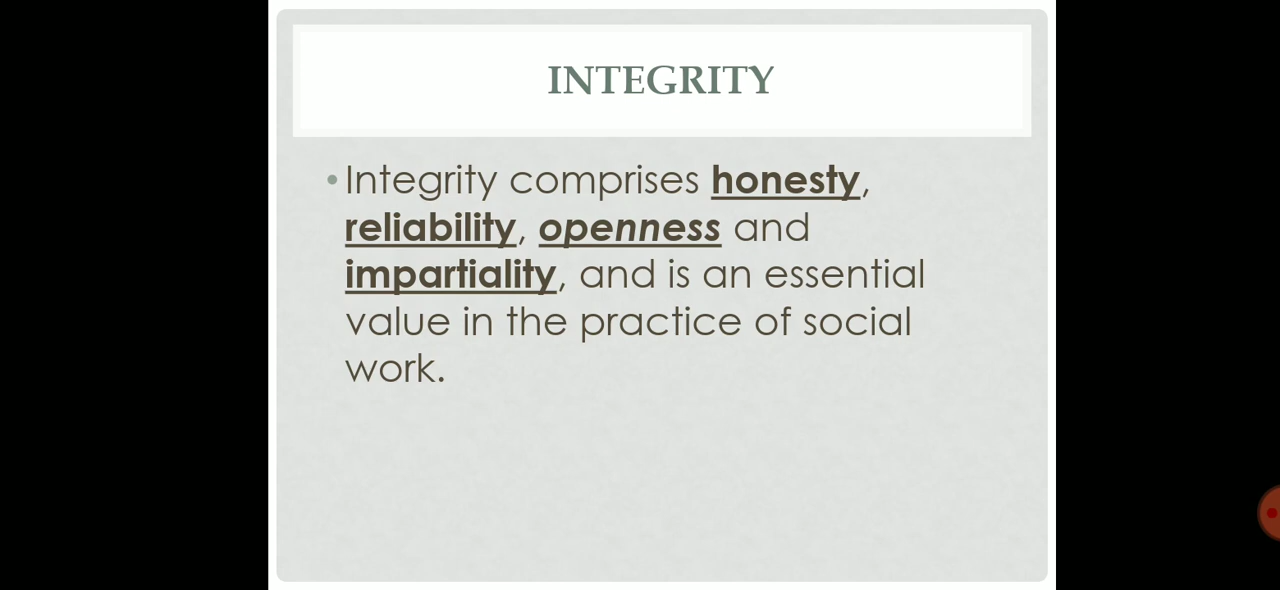 INTEGRITY
•Integrity comprises honesty,
reliability, openness and
impartiality, and is an essential
value in the practice of social
work.